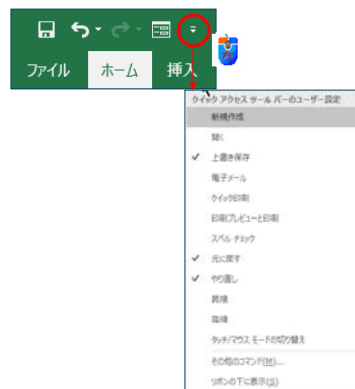 ファイル ホーム 挿入
クイック アクセス ツール バーのユーザー設定
新規作成
開く
上書き保存
電子メール
クイック印刷
印刷プレビューと印刷
スペル チェック
元に戻す
やり直し
昇順
降順
タッチ/マウス モードの切り替え
その他のコマンド(M)...
リボンの下に表示(S)